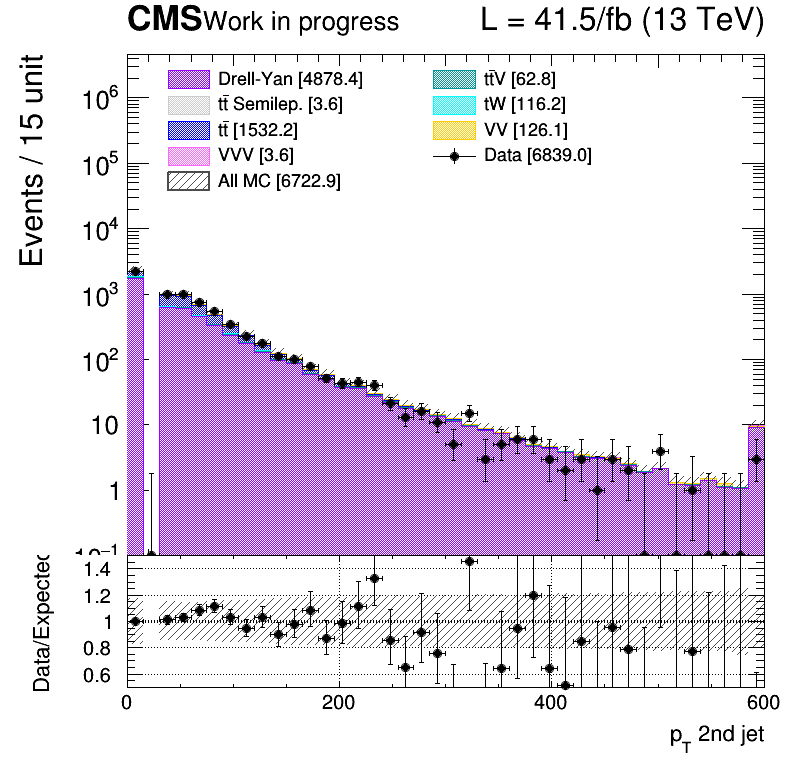 CMS Work in progress L = 41.5/fb (13 TeV)
Events / 15 unit
Drell-Yan [4878.4]
tt̄ Semilep. [3.6]
tt̄ [1532.2]
VVV [3.6]
All MC [6722.9]
tt̄V [62.8]
tW [116.2]
VV [126.1]
Data [6839.0]
10⁶
10⁵
10⁴
10³
10²
10
1
10⁻¹
Data/Expected
1.4
1.2
1
0.8
0.6
0 200 400 600
p_T 2nd jet